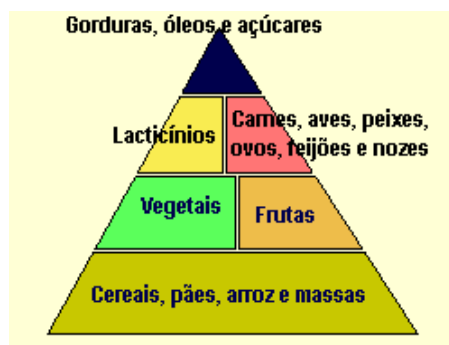 Gorduras, óleos e açúcares
Lacticínios
Carnes, aves, peixes,
ovos, feijões e nozes
Vegetais
Frutas
Cereais, pães, arroz e massas